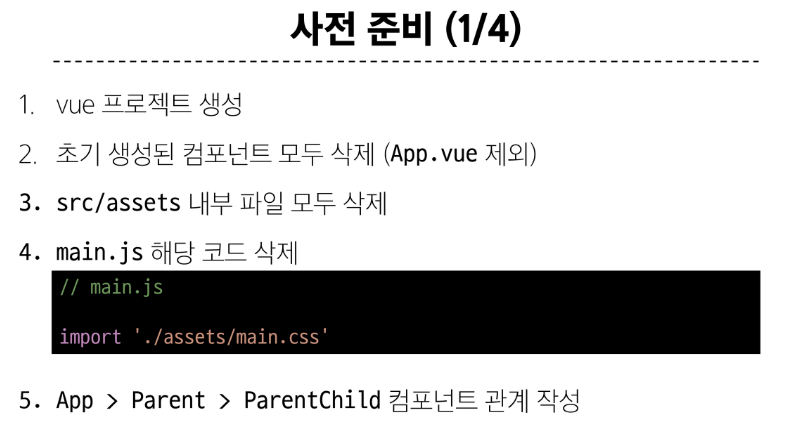 사전 준비 (1/4)
1. vue 프로젝트 생성
2. 초기 생성된 컴포넌트 모두 삭제 (App.vue 제외)
3. src/assets 내부 파일 모두 삭제
4. main.js 해당 코드 삭제
// main.js
import './assets/main.css'
5. App > Parent > ParentChild 컴포넌트 관계 작성